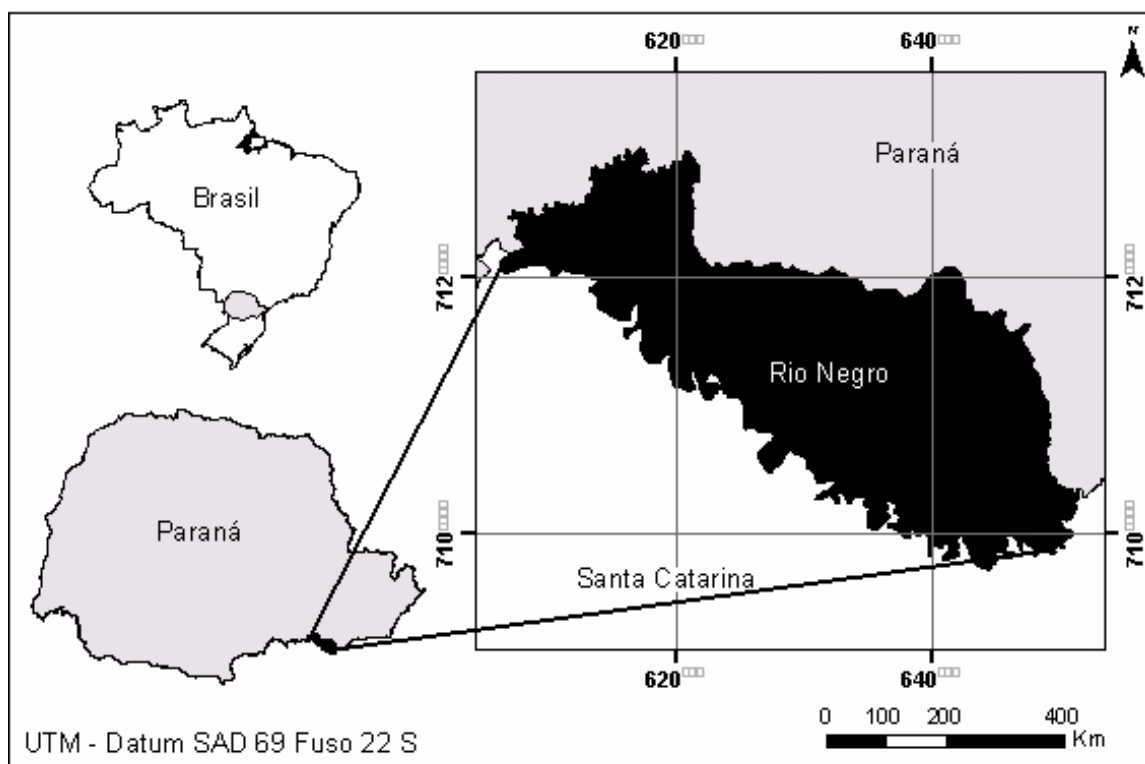 620
640
N
Brasil
Paraná
712
712
Rio Negro
Paraná
710
710
Santa Catarina
620
640
0 100 200 400
Km
UTM - Datum SAD 69 Fuso 22 S